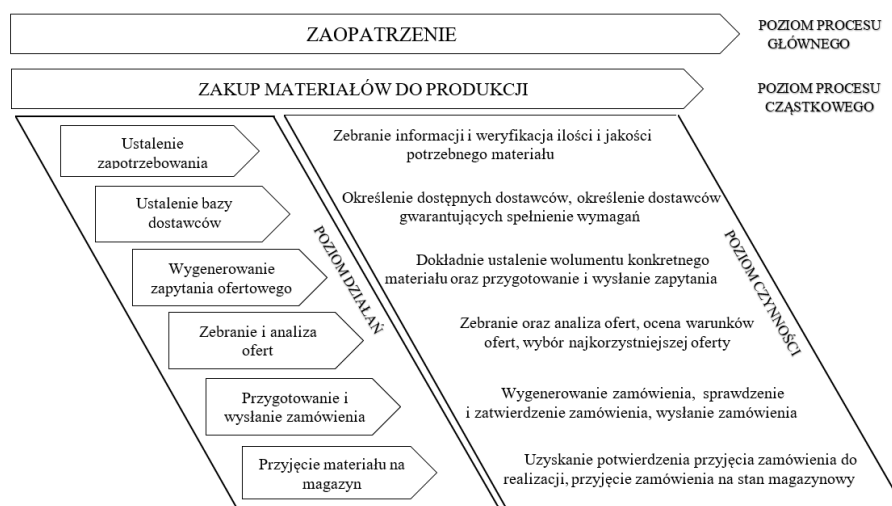 ZAOPATRZENIE
POZIOM PROCESU
GŁÓWNEGO
ZAKUP MATERIAŁÓW DO PRODUKCJI
POZIOM PROCESU
CZĄSTKOWEGO
Ustalenie
zapotrzebowania
Zebranie informacji i weryfikacja ilości i jakości
potrzebnego materiału
Ustalenie bazy
dostawców
Określenie dostępnych dostawców, określenie dostawców
gwarantujących spełnienie wymagań
Wygenerowanie
zapytania ofertowego
Dokładnie ustalenie wolumentu konkretnego
materiału oraz przygotowanie i wysłanie zapytania
Zebranie i analiza
ofert
Zebranie oraz analiza ofert, ocena warunków
ofert, wybór najkorzystniejszej oferty
Przygotowanie i
wysłanie zamówienia
Wygenerowanie zamówienia, sprawdzenie
i zatwierdzenie zamówienia, wysłanie zamówienia
Przyjęcie materiału na
magazyn
Uzyskanie potwierdzenia przyjęcia zamówienia do
realizacji, przyjęcie zamówienia na stan magazynowy
POZIOM DZIAŁAŃ
POZIOM CZYNNOŚCI